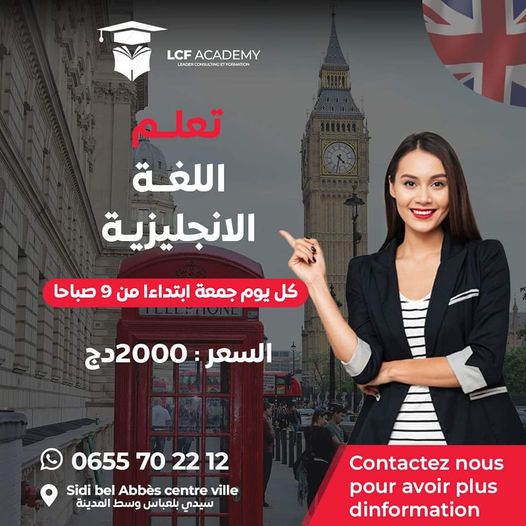 LCF ACADEMY
LEADER CONSULTING ET FORMATION
تعلم
اللغة
الانجليزية
كل يوم جمعة ابتداءا من 9 صباحا
TELEPHONE
السعر : 2000دج
0655 70 22 12
Sidi bel Abbès centre ville
سيدي بلعباس وسط المدينة
Contactez nous
pour avoir plus
dinformation